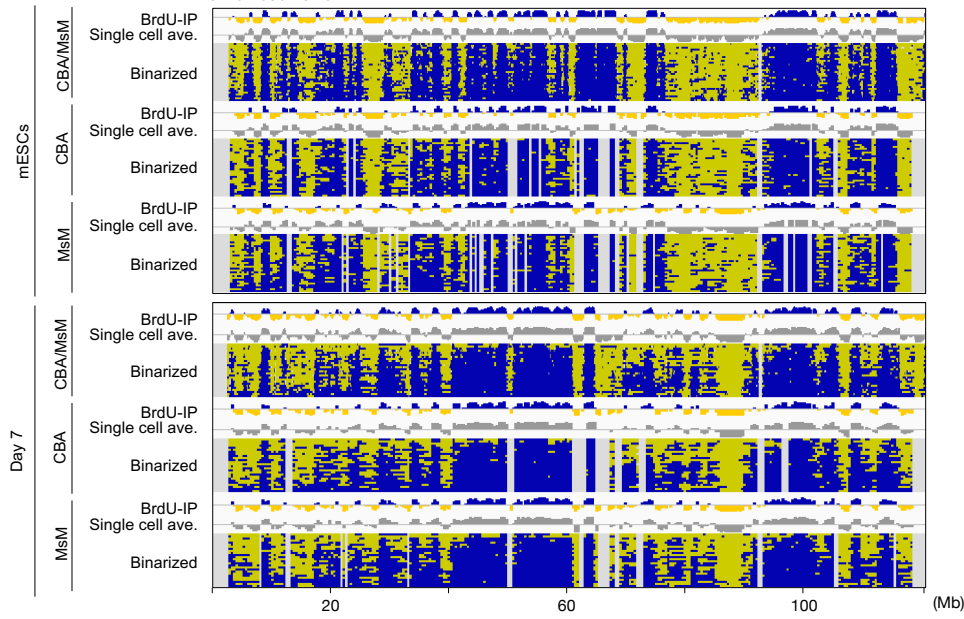 mESCs
CBA/MsM
BrdU-IP
Single cell ave.
Binarized
CBA
BrdU-IP
Single cell ave.
Binarized
MsM
BrdU-IP
Single cell ave.
Binarized
Day 7
CBA/MsM
BrdU-IP
Single cell ave.
Binarized
CBA
BrdU-IP
Single cell ave.
Binarized
MsM
BrdU-IP
Single cell ave.
Binarized
20 60 100 (Mb)